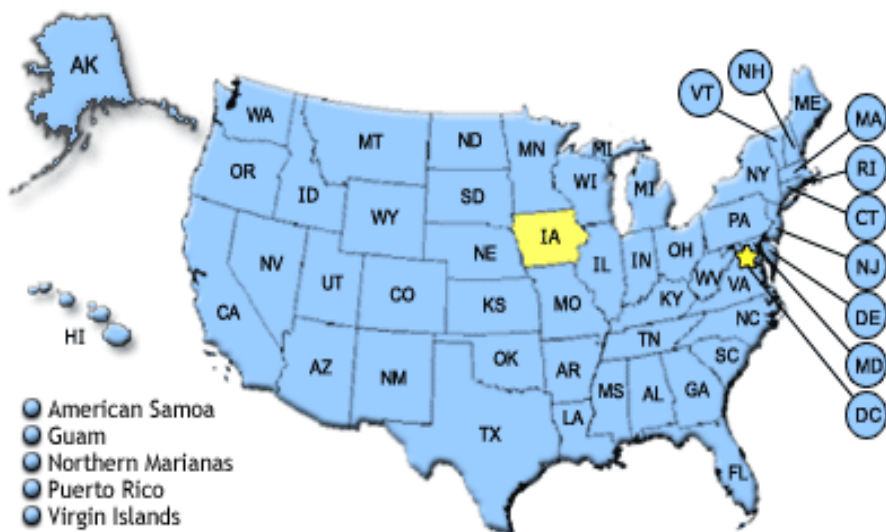 AK
VT
NH
WA
MT
ND
MN
MI
ME
MA
OR
ID
SD
WI
MI
NY
RI
WY
IA
PA
CT
NV
UT
NE
IL
IN
OH
NJ
CA
CO
KS
MO
KY
WV
VA
DE
HI
AZ
NM
OK
AR
TN
NC
SC
MD
TX
LA
MS
AL
GA
DC
FL
American Samoa
Guam
Northern Marianas
Puerto Rico
Virgin Islands